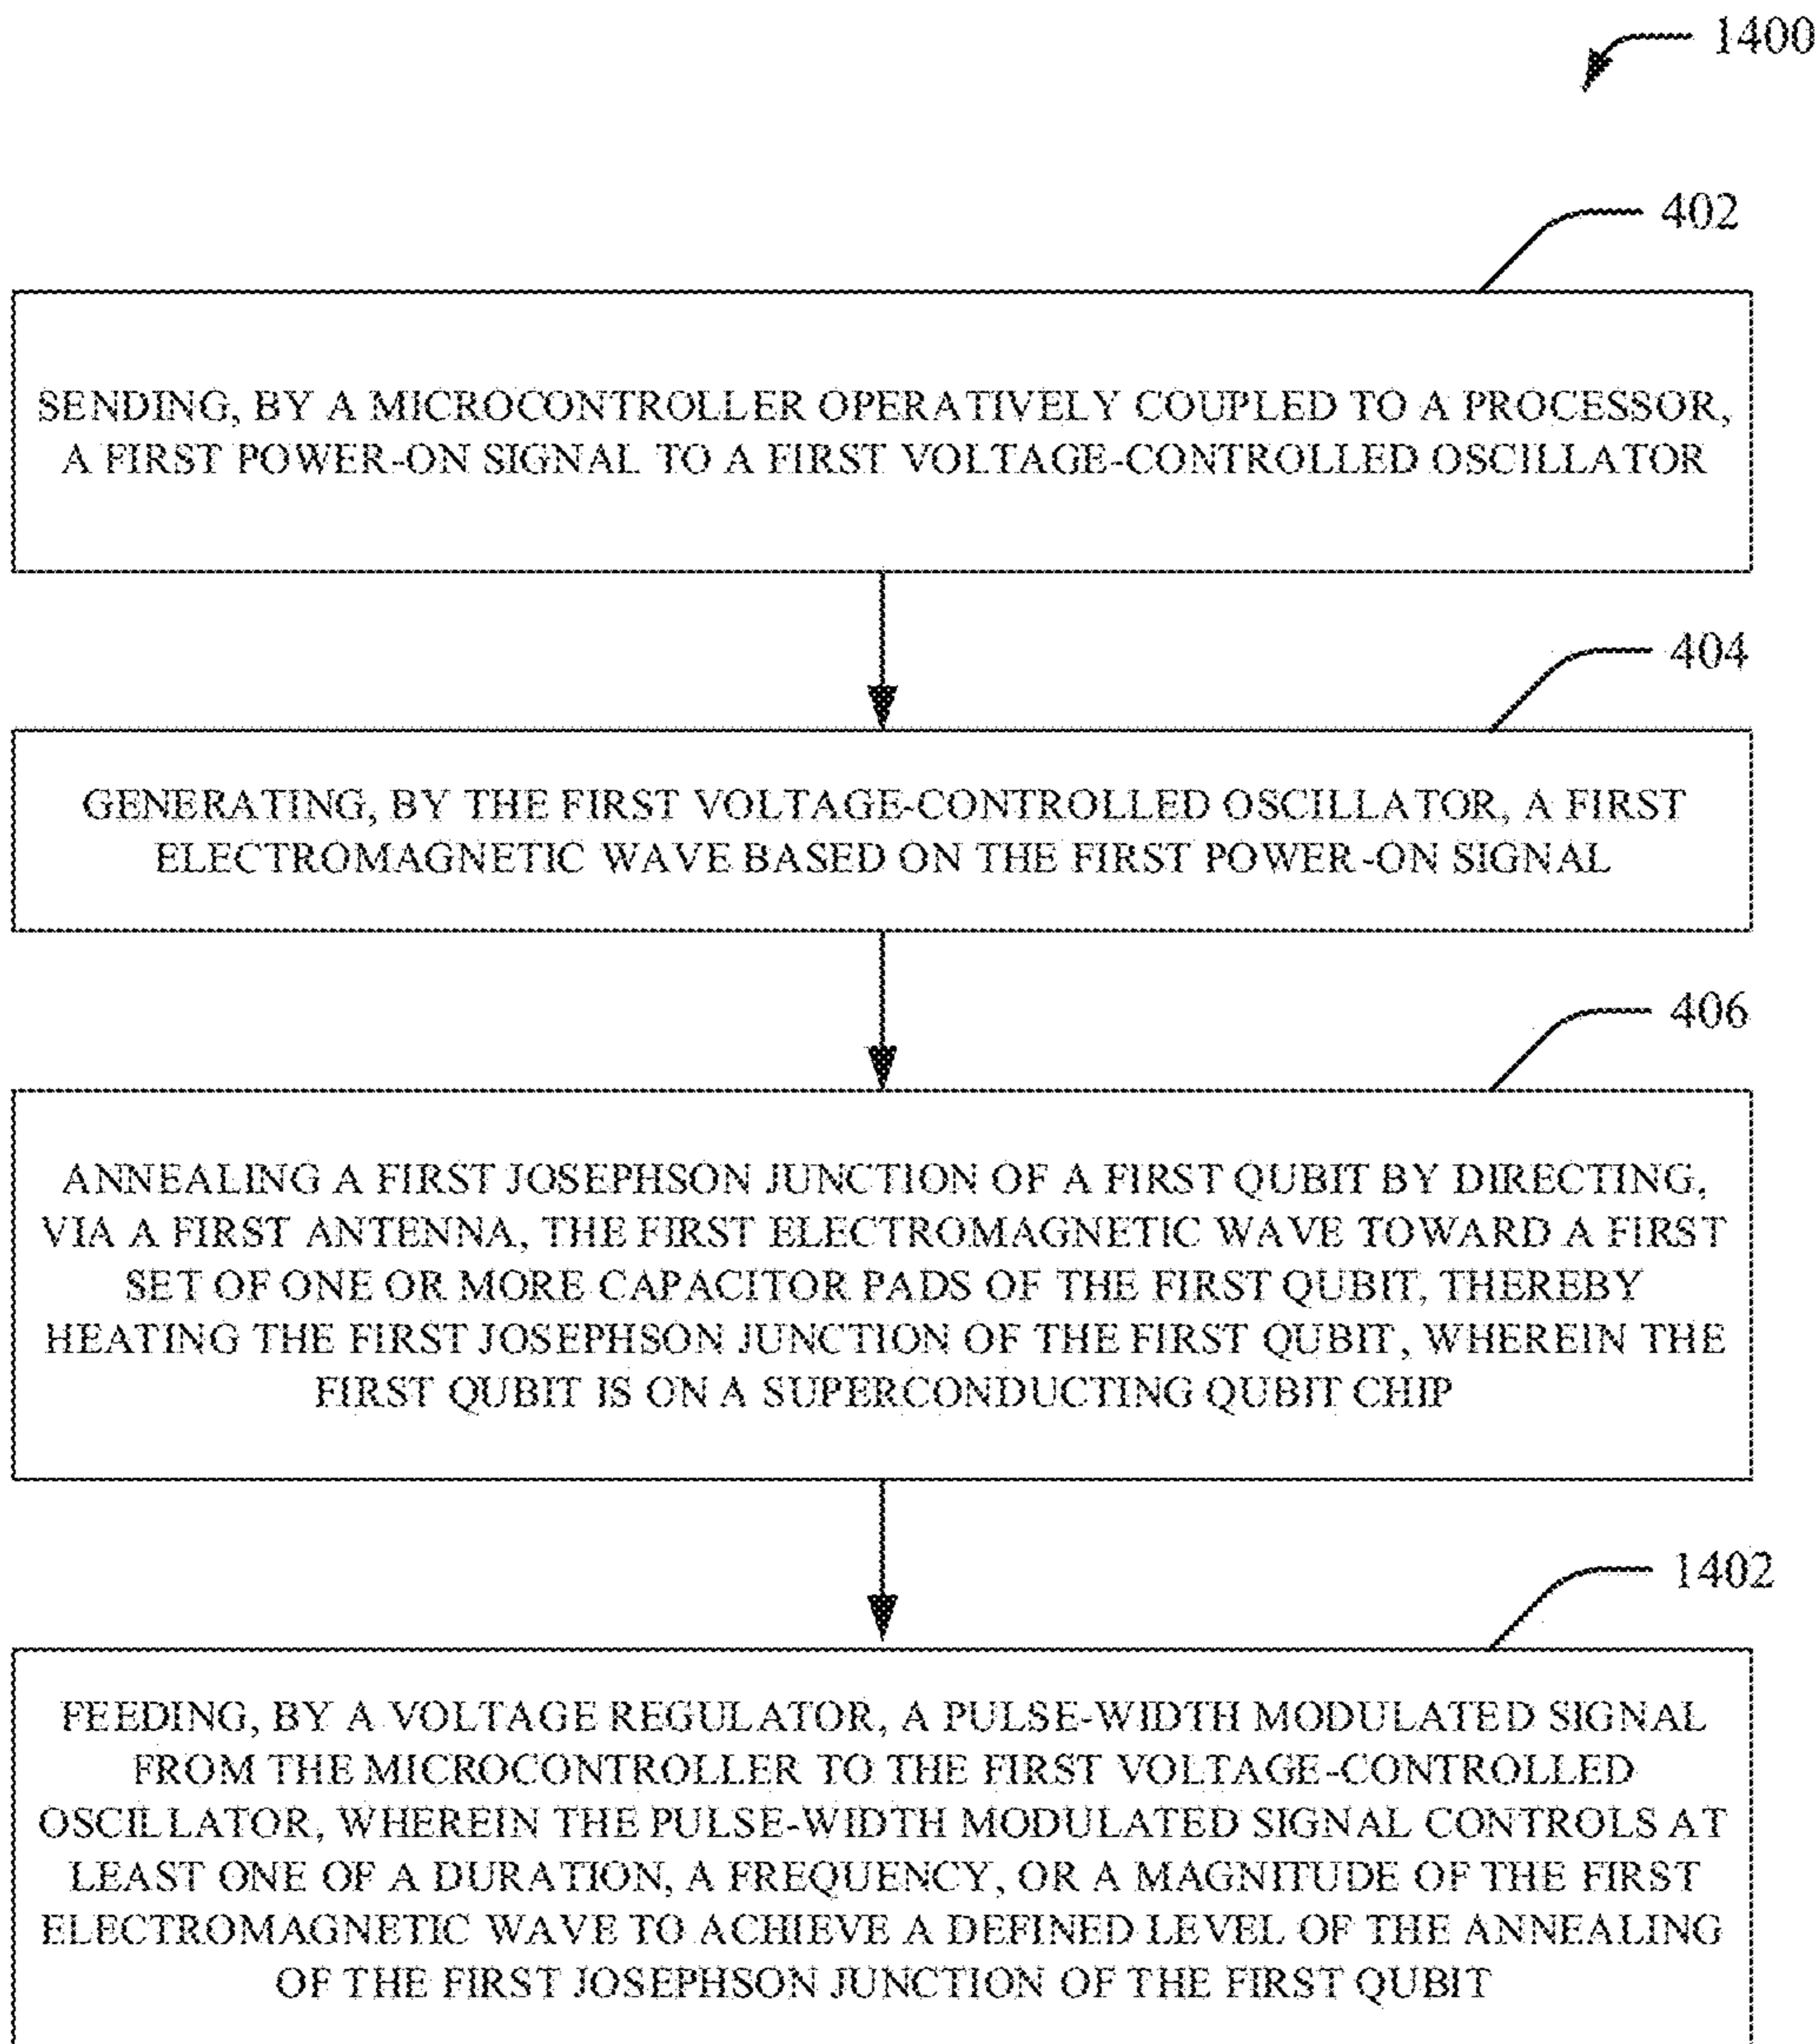 1400
402
SENDING, BY A MICROCONTROLLER OPERATIVELY COUPLED TO A PROCESSOR,
A FIRST POWER-ON SIGNAL TO A FIRST VOLTAGE-CONTROLLED OSCILLATOR
404
GENERATING, BY THE FIRST VOLTAGE-CONTROLLED OSCILLATOR, A FIRST
ELECTROMAGNETIC WAVE BASED ON THE FIRST POWER-ON SIGNAL
406
ANNEALING A FIRST JOSEPHSON JUNCTION OF A FIRST QUBIT BY DIRECTING,
VIA A FIRST ANTENNA, THE FIRST ELECTROMAGNETIC WAVE TOWARD A FIRST
SET OF ONE OR MORE CAPACITOR PADS OF THE FIRST QUBIT, THEREBY
HEATING THE FIRST JOSEPHSON JUNCTION OF THE FIRST QUBIT, WHEREIN THE
FIRST QUBIT IS ON A SUPERCONDUCTING QUBIT CHIP
1402
FEEDING, BY A VOLTAGE REGULATOR, A PULSE-WIDTH MODULATED SIGNAL
FROM THE MICROCONTROLLER TO THE FIRST VOLTAGE-CONTROLLED
OSCILLATOR, WHEREIN THE PULSE-WIDTH MODULATED SIGNAL CONTROLS AT
LEAST ONE OF A DURATION, A FREQUENCY, OR A MAGNITUDE OF THE FIRST
ELECTROMAGNETIC WAVE TO ACHIEVE A DEFINED LEVEL OF THE ANNEALING
OF THE FIRST JOSEPHSON JUNCTION OF THE FIRST QUBIT